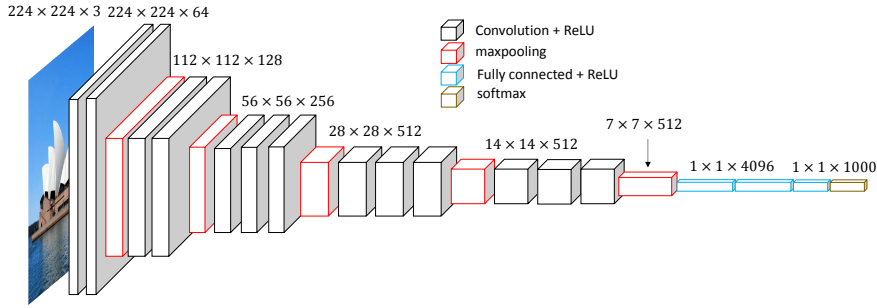 224 × 224 × 3
224 × 224 × 64
112 × 112 × 128
56 × 56 × 256
28 × 28 × 512
14 × 14 × 512
7 × 7 × 512
1 × 1 × 4096
1 × 1 × 1000
Convolution + ReLU
maxpooling
Fully connected + ReLU
softmax